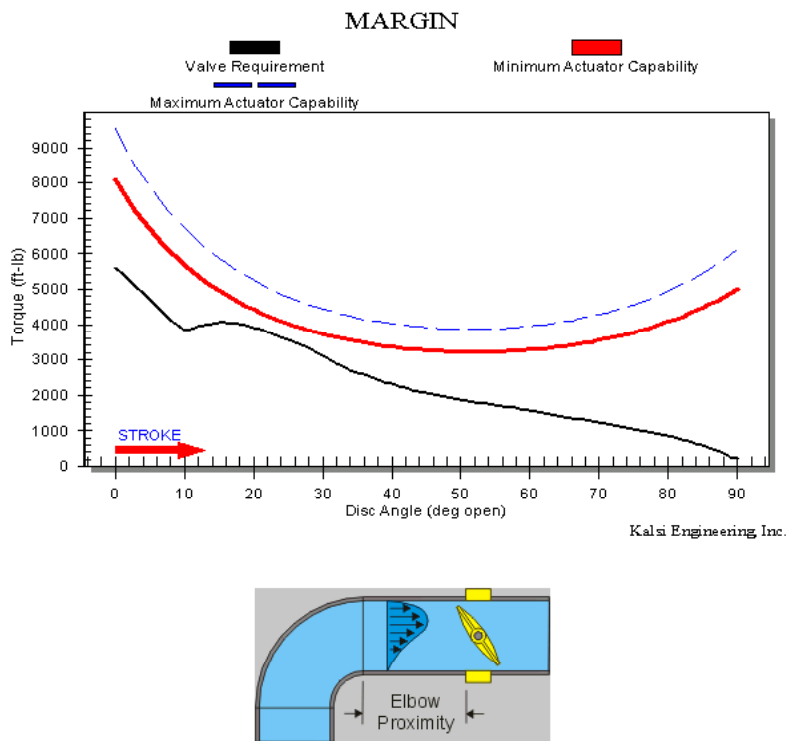 MARGIN
Valve Requirement
Minimum Actuator Capability
Maximum Actuator Capability
Torque (ft-lb)
9000
8000
7000
6000
5000
4000
3000
2000
1000
0
STROKE
0 10 20 30 40 50 60 70 80 90
Disc Angle (deg open)
Kalsi Engineering, Inc.
Elbow
Proximity